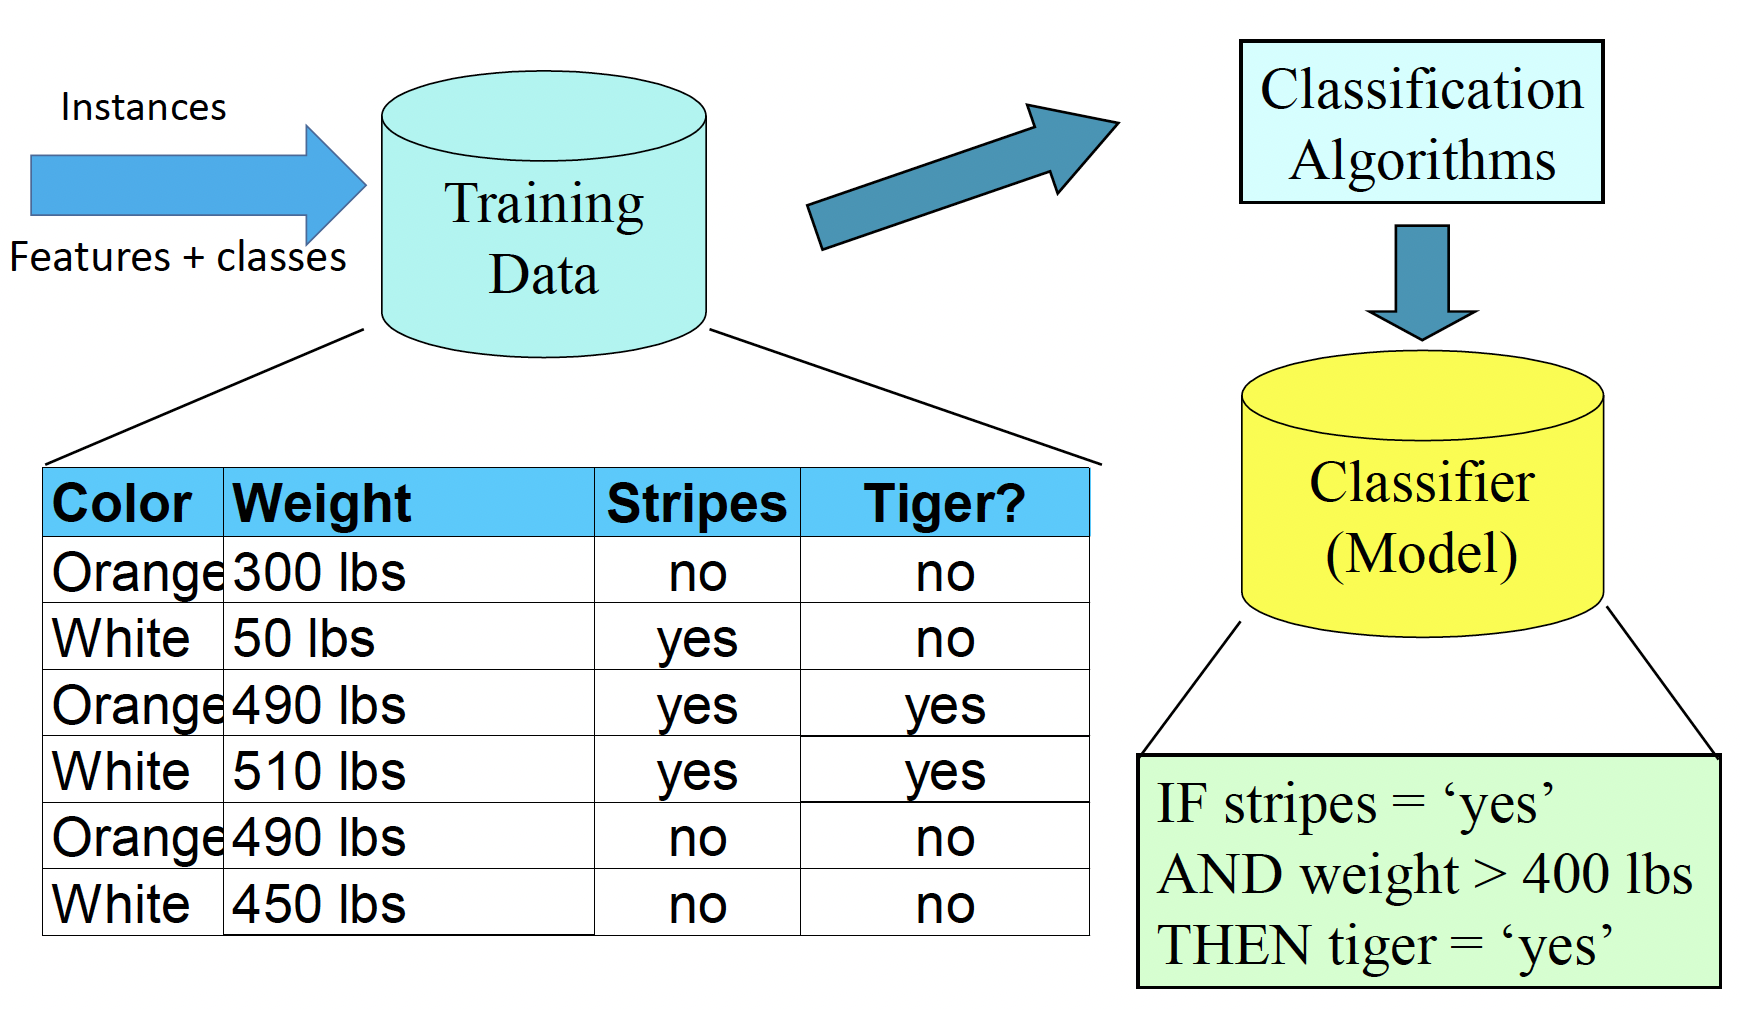 Instances
Features + classes
Training
Data
Classification
Algorithms
Classifier
(Model)
Color Weight Stripes Tiger?
Orange 300 lbs no no
White 50 lbs yes no
Orange 490 lbs yes yes
White 510 lbs yes yes
Orange 490 lbs no no
White 450 lbs no no
IF stripes = ‘yes’
AND weight > 400 lbs
THEN tiger = ‘yes’